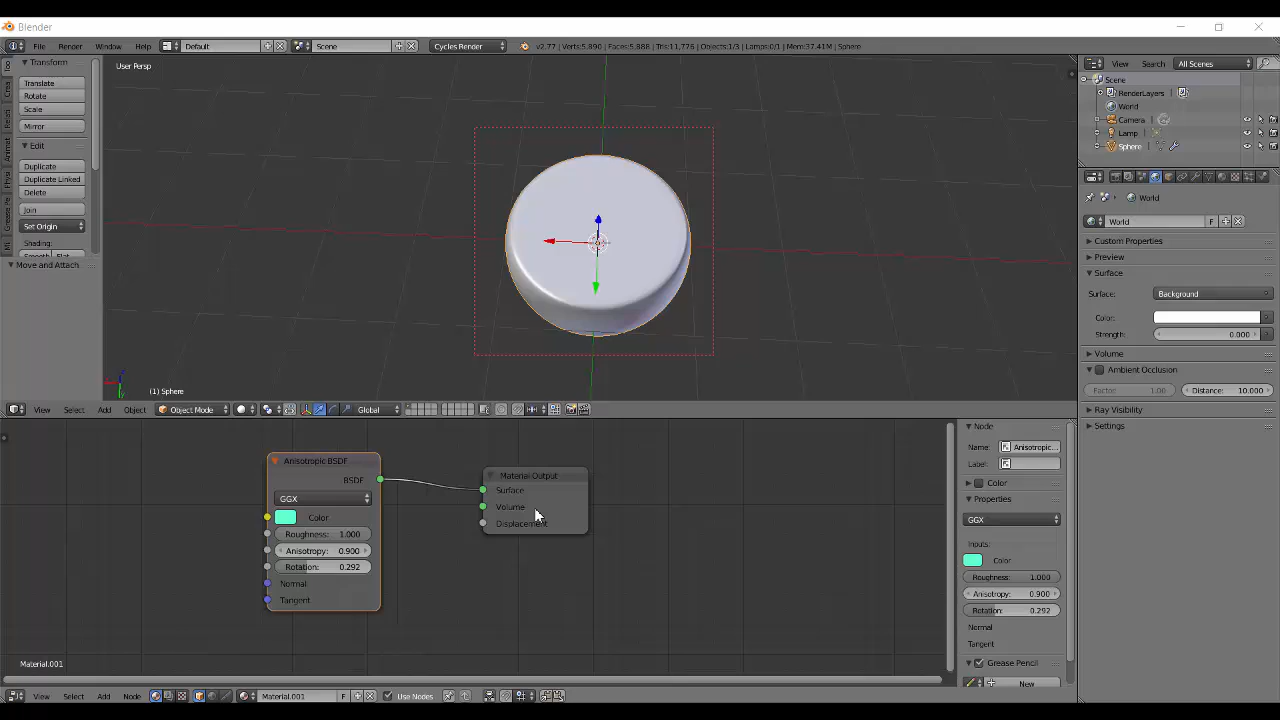 Blender
File Render Window Help Default Scene Cycles Render v2.77 | Verts:5,890 | Faces:5,888 | Tris:11,776 | Objects:1/3 | Lamps:0/1 | Mem:37.41M | Sphere
Transform
Translate
Rotate
Scale
Mirror
Edit
Duplicate
Duplicate Linked
Delete
Join
Set Origin
Shading:
Smooth Flat
Move and Attach
User Persp
(1) Sphere
View Search All Scenes
Scene
RenderLayers
World
Camera
Lamp
Sphere
World
World F
Custom Properties
Preview
Surface
Surface: Background
Color:
Strength: 0.000
Volume
Ambient Occlusion
Factor: 1.00 Distance: 10.000
Ray Visibility
Settings
View Select Add Object Object Mode Global
Anisotropic BSDF
BSDF
GGX
Color
Roughness: 1.000
Anisotropy: 0.900
Rotation: 0.292
Normal
Tangent
Material Output
Surface
Volume
Displacement
Material.001
Node
Name: Anisotropic...
Label:
Color
Properties
GGX
Inputs:
Color
Roughness: 1.000
Anisotropy: 0.900
Rotation: 0.292
Normal
Tangent
Grease Pencil
New
View Select Add Node Material.001 F Use Nodes